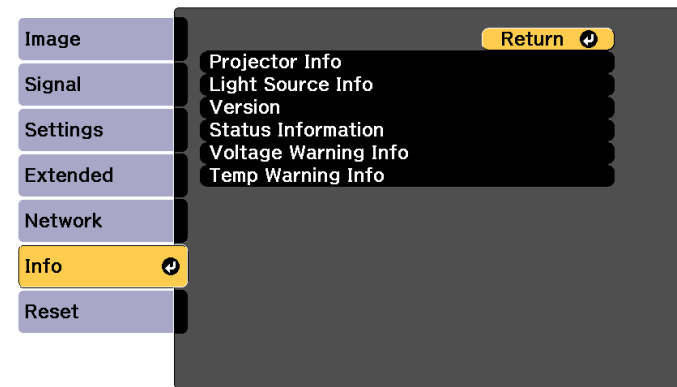 Image
Signal
Settings
Extended
Network
Info
Reset
Return
Projector Info
Light Source Info
Version
Status Information
Voltage Warning Info
Temp Warning Info